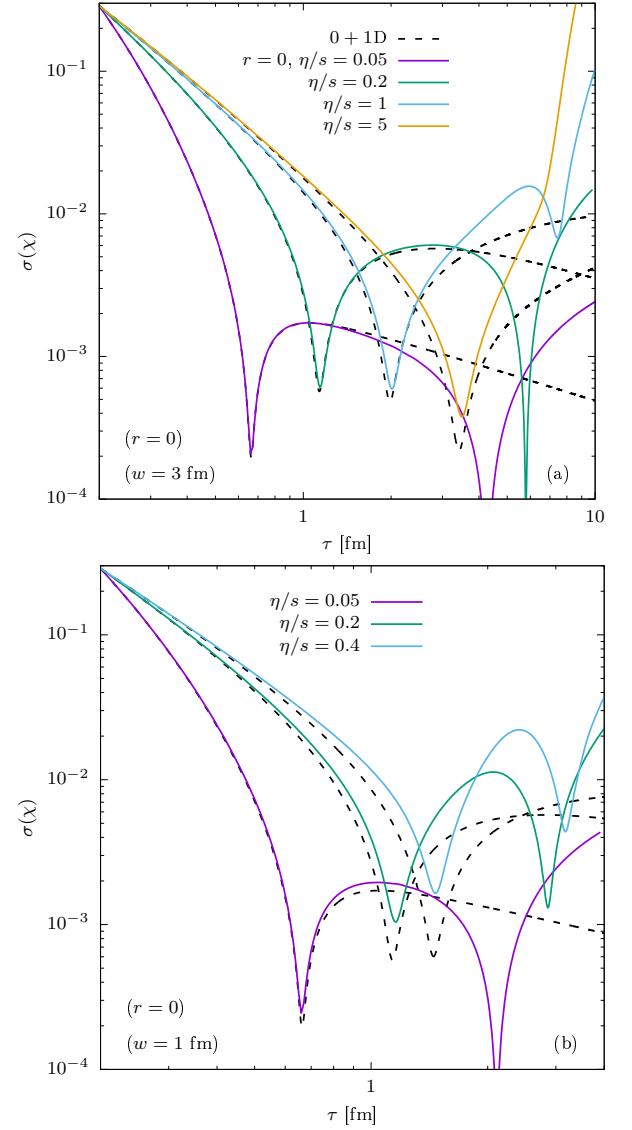 0 + 1D
r = 0, η/s = 0.05
η/s = 0.2
η/s = 1
η/s = 5
10⁻¹
10⁻²
10⁻³
10⁻⁴
σ(χ)
(r = 0)
(w = 3 fm)
(a)
1
10
τ [fm]
η/s = 0.05
η/s = 0.2
η/s = 0.4
10⁻¹
10⁻²
10⁻³
10⁻⁴
σ(χ)
(r = 0)
(w = 1 fm)
(b)
1
τ [fm]